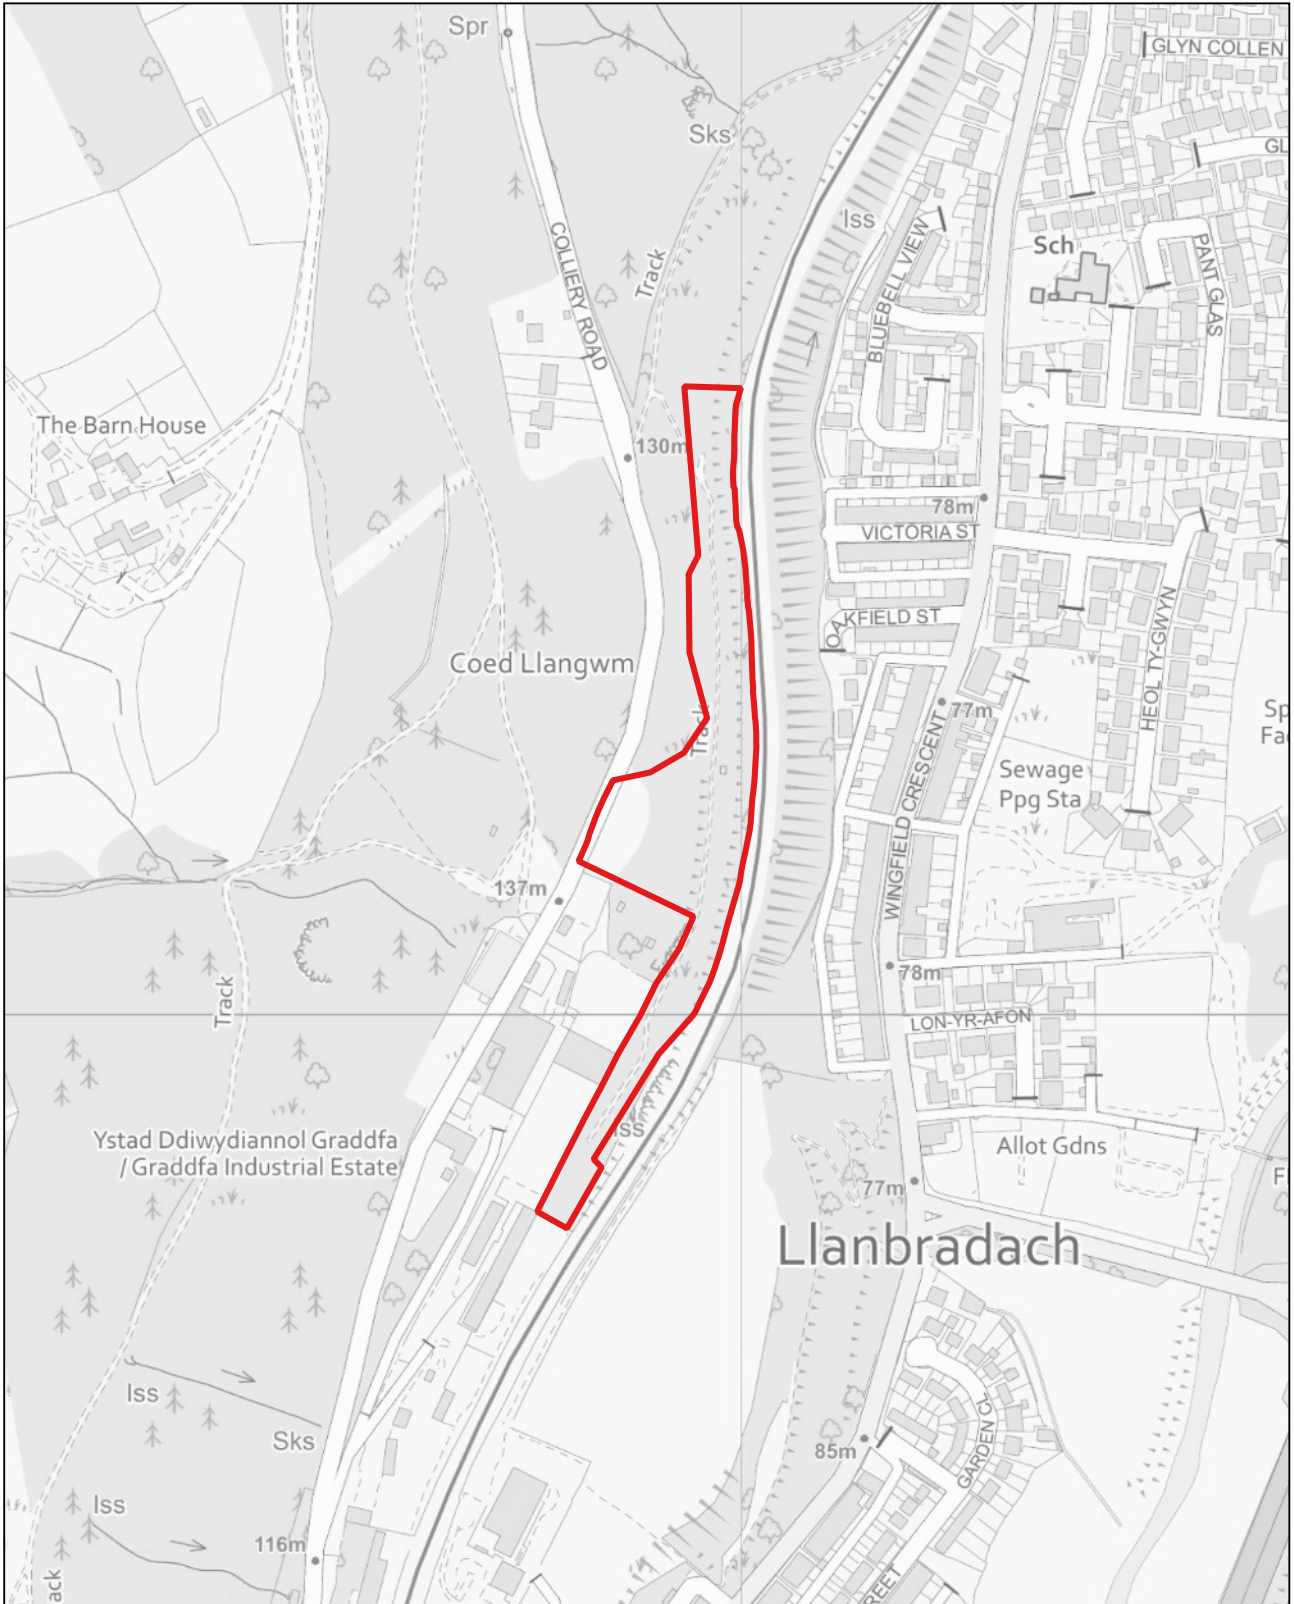 Spr
GLYN COLLEN
Sks
GL
Iss
COLLIERY ROAD
BLUEBELL VIEW
Sch
PANT GLAS
Track
The Barn House
130m
78m
VICTORIA ST
OAKFIELD ST
HEOL TY-GWYN
Coed Llangwm
Track
77m
Sp
Fa
WINGFIELD CRESCENT
Sewage
Ppg Sta
137m
78m
Track
LON-YR-AFON
Iss
Ystad Ddiwydiannol Graddfa
/ Graddfa Industrial Estate
Allot Gdns
77m
F
Llanbradach
Iss
Sks
GARDEN CL
85m
Iss
116m
REET
ack